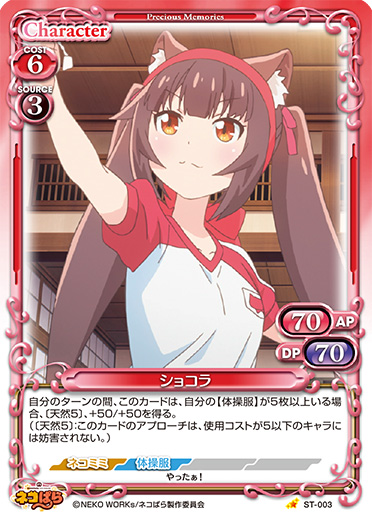 Precious Memories
Character
COST
6
SOURCE
3
70 AP
DP 70
ショコラ
自分のターンの間、このカードは、自分の【体操服】が5枚以上いる場
合、〔天然5〕、+50/+50を得る。
（〔天然5〕：このカードのアプローチは、使用コストが5以下のキャラに
は妨害されない。）
ネコミミ 体操服
やったぁ！
ネコぱら
©NEKO WORKs/ネコぱら製作委員会
ST-003